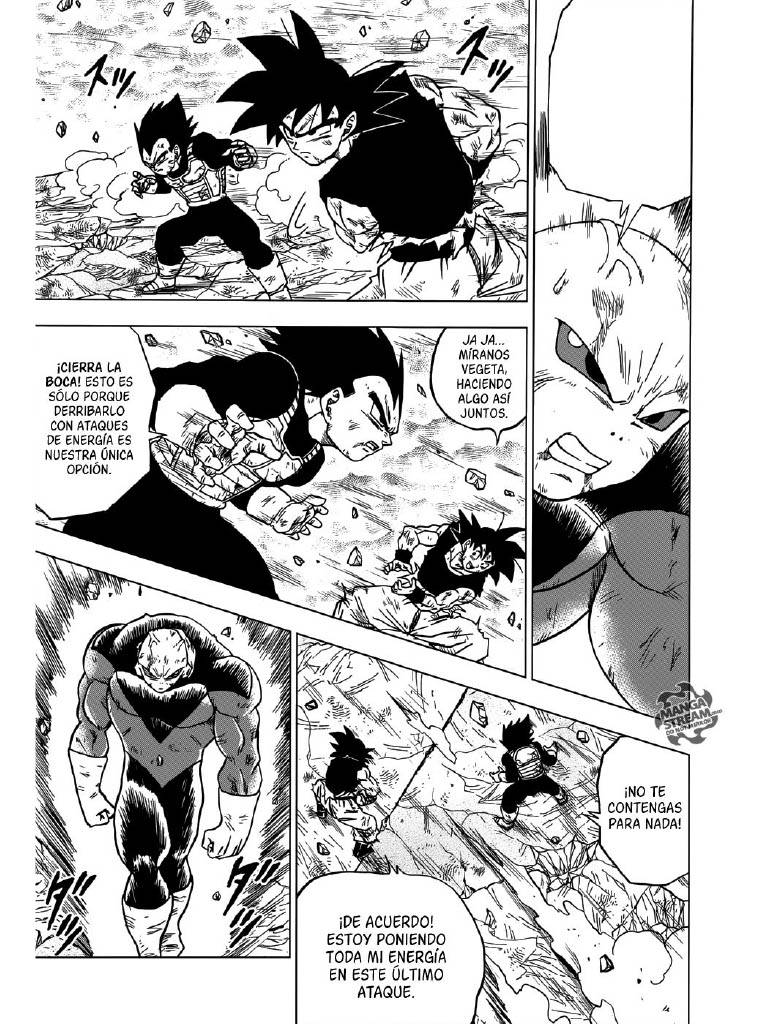 ズッ
ズッ
JA JA...
MÍRANOS
VEGETA,
HACIENDO
ALGO ASÍ
JUNTOS.
¡CIERRA LA
BOCA! ESTO ES
SÓLO PORQUE
DERRIBARLO
CON ATAQUES
DE ENERGÍA ES
NUESTRA ÚNICA
OPCIÓN.
MANGA
STREAM
¡NO TE
CONTENGAS
PARA NADA!
¡DE ACUERDO!
ESTOY PONIENDO
TODA MI ENERGÍA
EN ESTE ÚLTIMO
ATAQUE.